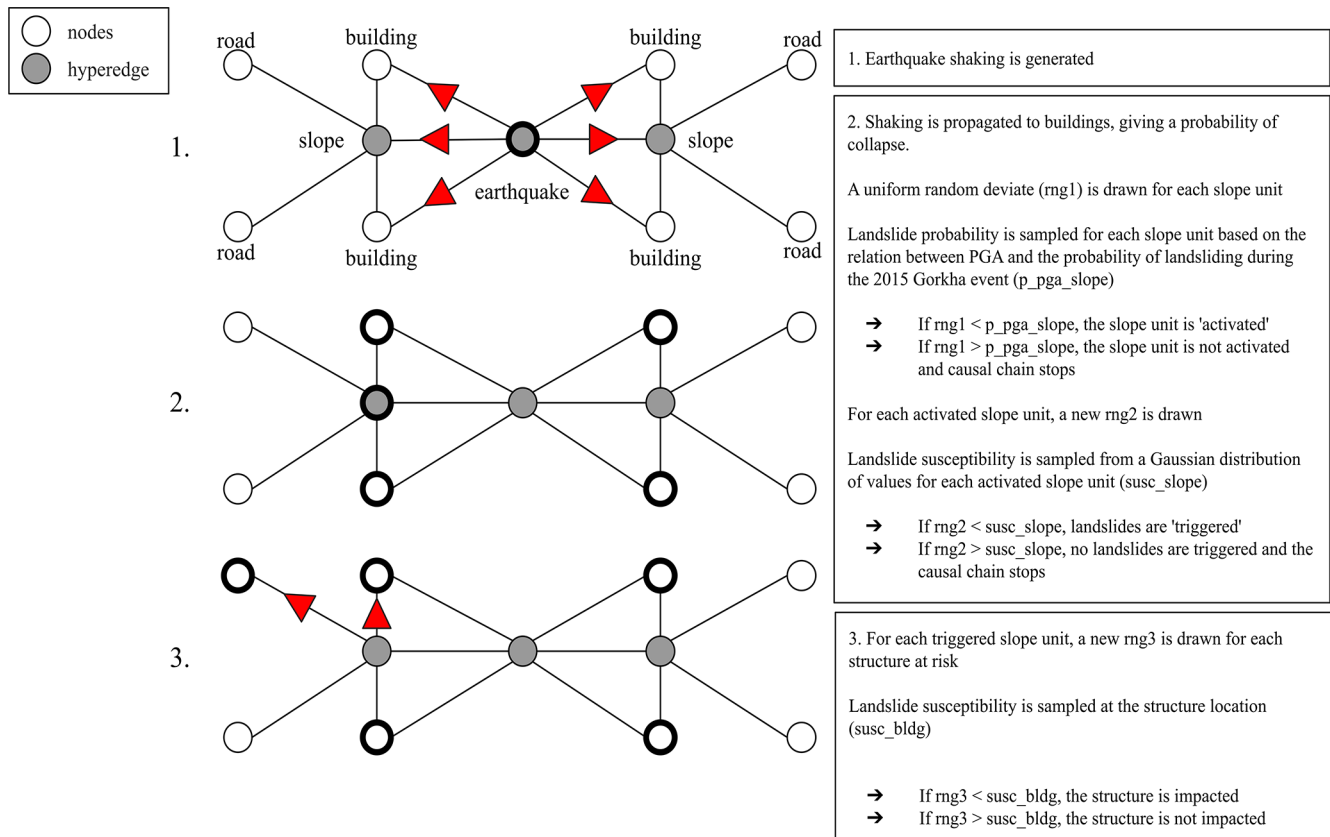 nodes
hyperedge
road
building
building
road
1.
slope
slope
earthquake
road
building
building
road
2.
3.
1. Earthquake shaking is generated
2. Shaking is propagated to buildings, giving a probability of
collapse.
A uniform random deviate (rng1) is drawn for each slope unit
Landslide probability is sampled for each slope unit based on the
relation between PGA and the probability of landsliding during
the 2015 Gorkha event (p_pga_slope)
➔ If rng1 < p_pga_slope, the slope unit is 'activated'
➔ If rng1 > p_pga_slope, the slope unit is not activated
and causal chain stops
For each activated slope unit, a new rng2 is drawn
Landslide susceptibility is sampled from a Gaussian distribution
of values for each activated slope unit (susc_slope)
➔ If rng2 < susc_slope, landslides are 'triggered'
➔ If rng2 > susc_slope, no landslides are triggered and the
causal chain stops
3. For each triggered slope unit, a new rng3 is drawn for each
structure at risk
Landslide susceptibility is sampled at the structure location
(susc_bldg)
➔ If rng3 < susc_bldg, the structure is impacted
➔ If rng3 > susc_bldg, the structure is not impacted